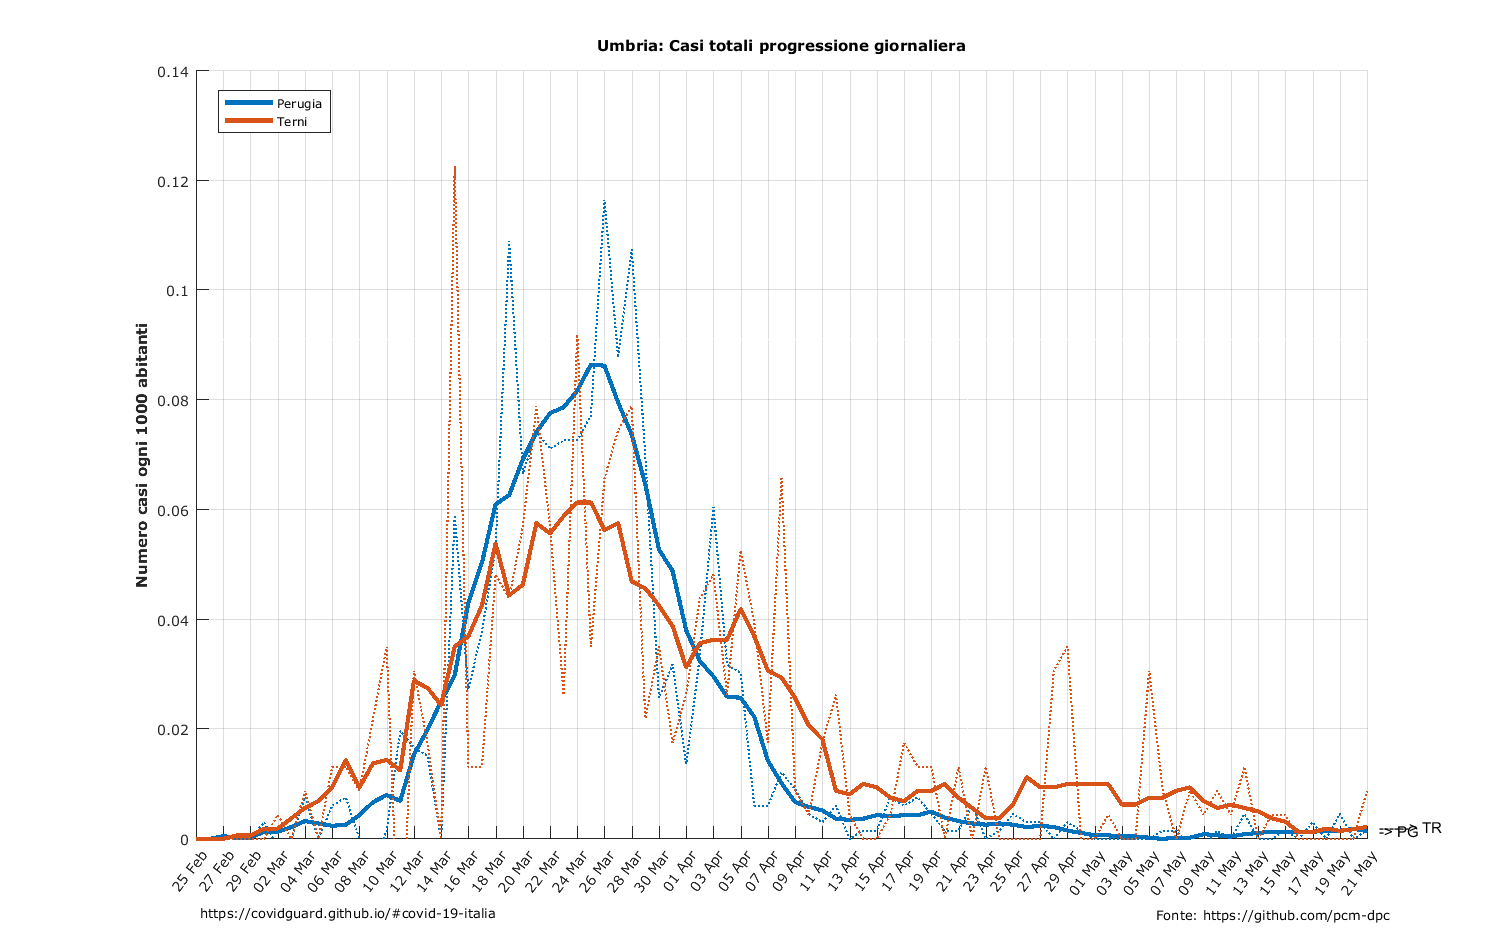 Umbria: Casi totali progressione giornaliera
0.14
0.12
0.1
0.08
0.06
0.04
0.02
0
Numero casi ogni 1000 abitanti
Perugia
Terni
25 Feb
27 Feb
29 Feb
02 Mar
04 Mar
06 Mar
08 Mar
10 Mar
12 Mar
14 Mar
16 Mar
18 Mar
20 Mar
22 Mar
24 Mar
26 Mar
28 Mar
30 Mar
01 Apr
03 Apr
05 Apr
07 Apr
09 Apr
11 Apr
13 Apr
15 Apr
17 Apr
19 Apr
21 Apr
23 Apr
25 Apr
27 Apr
29 Apr
01 May
03 May
05 May
07 May
09 May
11 May
13 May
15 May
17 May
19 May
21 May
TR
PG
https://covidguard.github.io/#covid-19-italia
Fonte: https://github.com/pcm-dpc